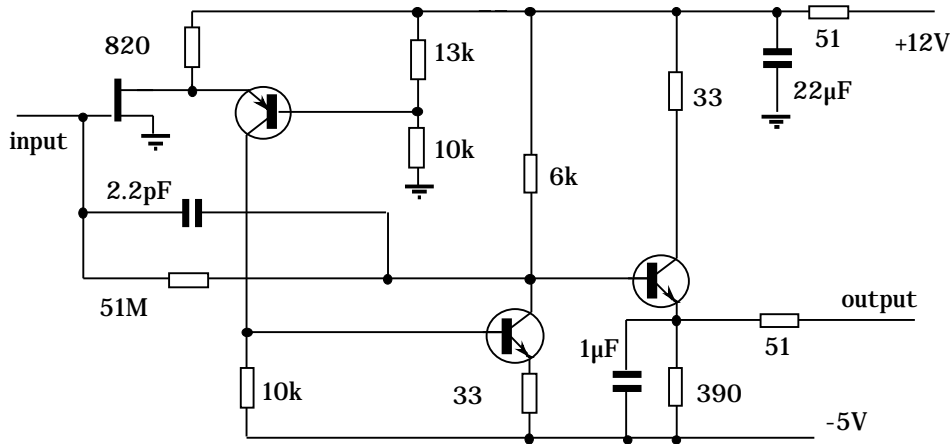 820
13k
51
+12V
33
22µF
input
10k
2.2pF
6k
51M
output
1µF
51
10k
33
390
-5V